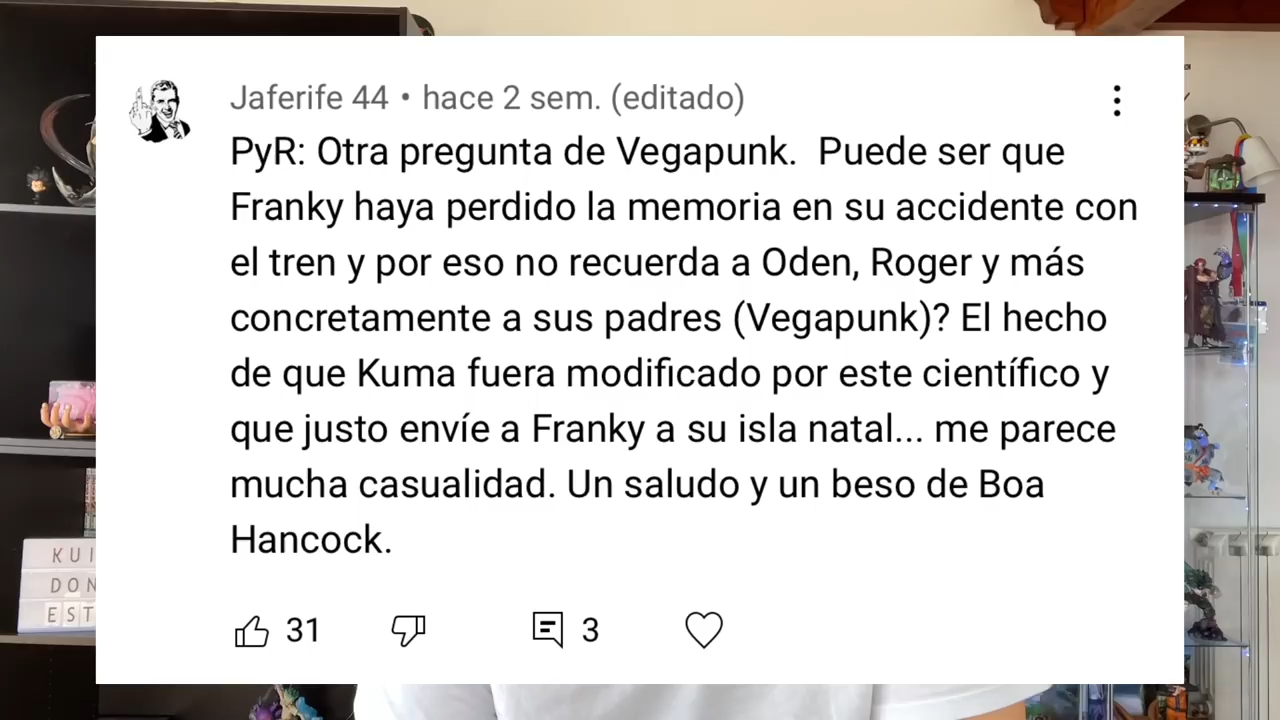 Jaferife 44 • hace 2 sem. (editado)
PyR: Otra pregunta de Vegapunk.  Puede ser que
Franky haya perdido la memoria en su accidente con
el tren y por eso no recuerda a Oden, Roger y más
concretamente a sus padres (Vegapunk)? El hecho
de que Kuma fuera modificado por este científico y
que justo envíe a Franky a su isla natal... me parece
mucha casualidad. Un saludo y un beso de Boa
Hancock.
31
3
KUI
DON
EST